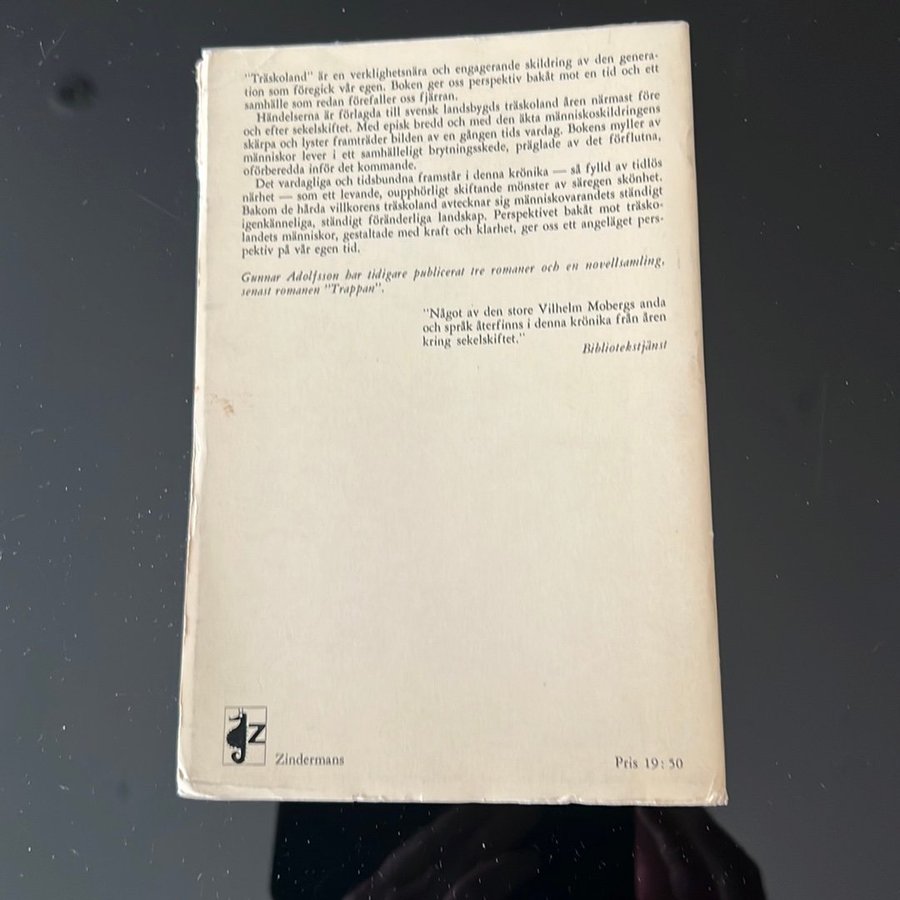 "Träskoland" är en verklighetsnära och engagerande skildring av den genera-
tion som föregick vår egen. Boken ger oss perspektiv bakåt mot en tid och ett
samhälle som redan förefaller oss fjärran.
Händelserna är förlagda till svensk landsbygds träskoland åren närmast före
och efter sekelskiftet. Med episk bredd och med den äkta människoskildringens
skärpa och lyster framträder bilden av en gången tids vardag. Bokens myller av
människor lever i ett samhälleligt brytningsskede, präglade av det förflutna,
oförberedda inför det kommande.
Det vardagliga och tidsbundna framstår i denna krönika — så fylld av tidlös
närhet — som ett levande, oupphörligt skiftande mönster av säregen skönhet.
Bakom de hårda villkorens träskoland avtecknar sig människovarandets ständigt
igenkänneliga, ständigt föränderliga landskap. Perspektivet bakåt mot träsko-
landets människor, gestaltade med kraft och klarhet, ger oss ett angeläget pers-
pektiv på vår egen tid.
Gunnar Adolfsson har tidigare publicerat tre romaner och en novellsamling,
senast romanen "Trappan".
"Något av den store Vilhelm Mobergs anda
och språk återfinns i denna krönika från åren
kring sekelskiftet."
Bibliotekstjänst
Z
Zindermans
Pris 19:50